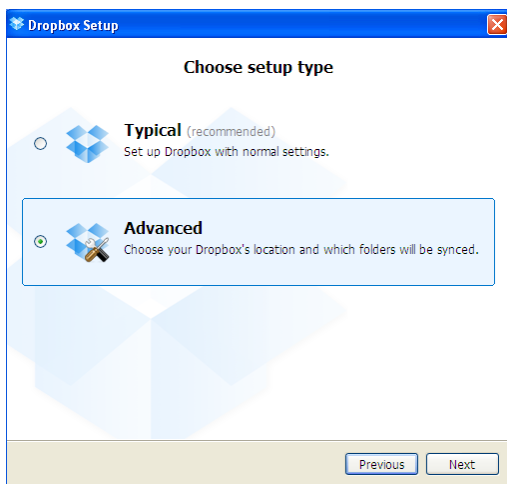 Dropbox Setup
Choose setup type
Typical (recommended)
Set up Dropbox with normal settings.
Advanced
Choose your Dropbox's location and which folders will be synced.
Previous Next